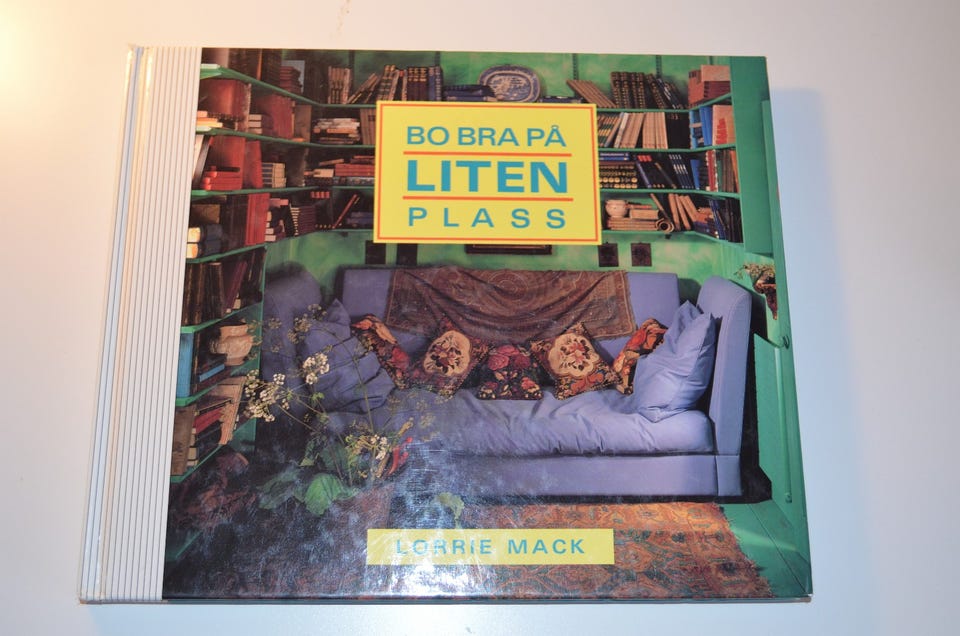 BO BRA PÅ
LITEN
PLASS
LORRIE MACK